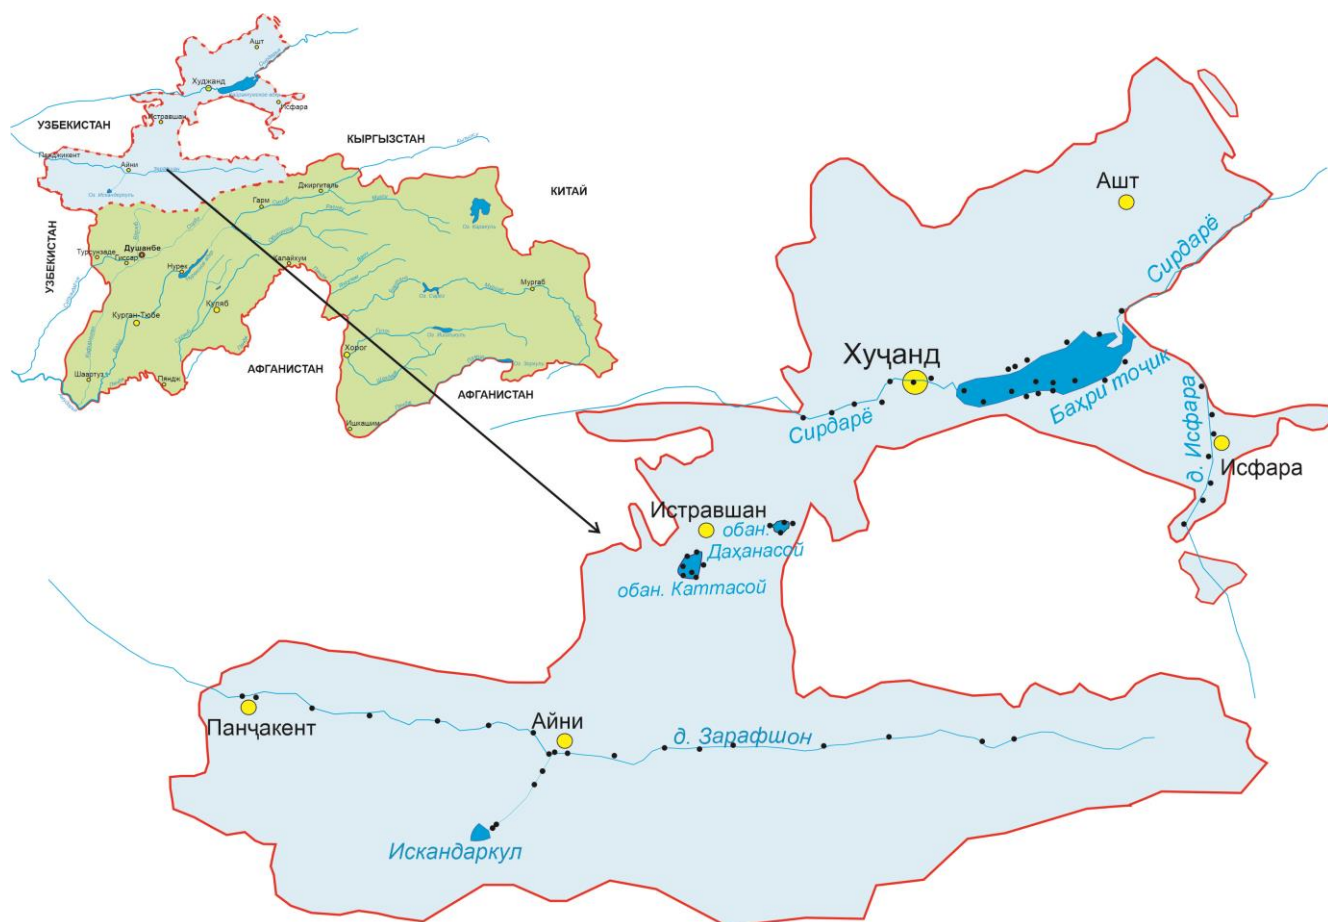 Ашт
Худжанд
Исфара
Истравшан
УЗБЕКИСТАН
КЫРГЫЗСТАН
Пенджикент
Айни
Джиргиталь
КИТАЙ
Гарм
УЗБЕКИСТАН
Душанбе
Турсунзаде
Гиссар
Нурек
Калайхум
Мургаб
Куляб
Курган-Тюбе
Хорог
АФГАНИСТАН
Шаартуз
Пяндж
АФГАНИСТАН
Ишкашим
Ашт
Сирдарё
Хуҷанд
Баҳри тоҷик
Сирдарё
д. Исфара
Исфара
Истравшан
обан.
Даҳанасой
обан. Каттасой
Панҷакент
Айни
д. Зарафшон
Искандаркул